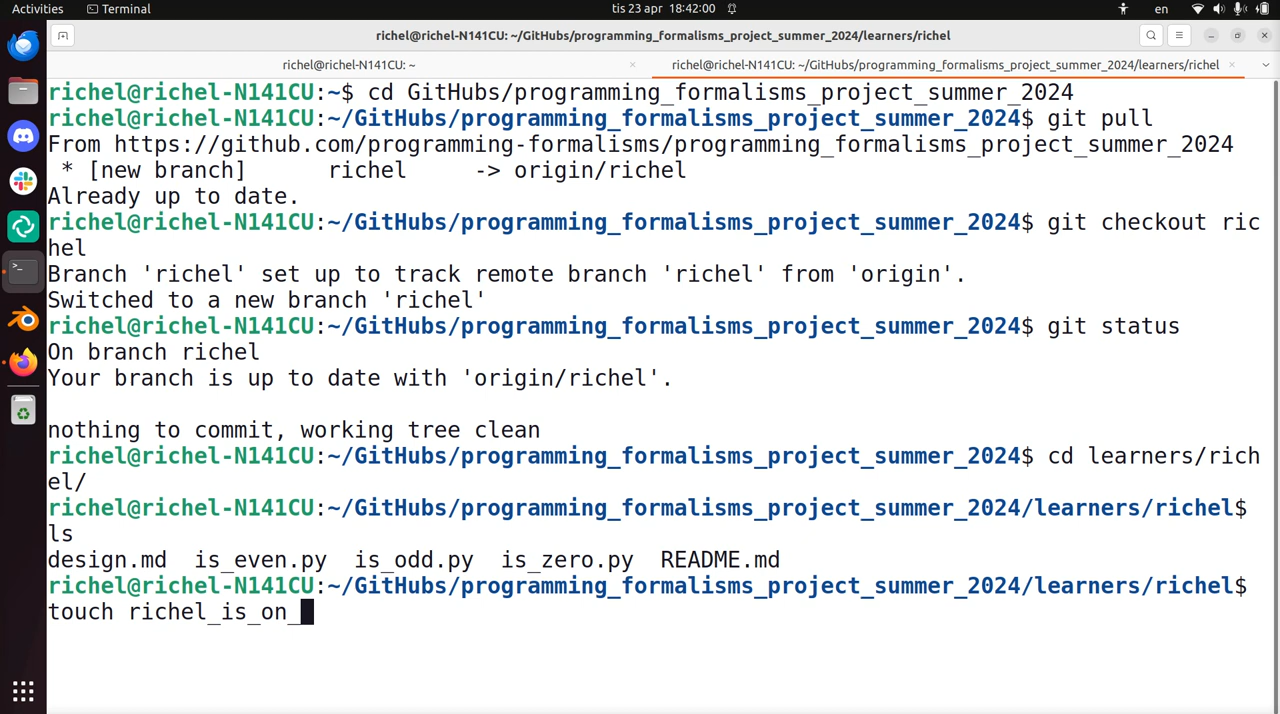 Activities
Terminal
tis 23 apr 18:42:00
en
richel@richel-N141CU: ~/GitHubs/programming_formalisms_project_summer_2024/learners/richel
richel@richel-N141CU: ~
richel@richel-N141CU: ~/GitHubs/programming_formalisms_project_summer_2024/learners/richel
richel@richel-N141CU:~$ cd GitHubs/programming_formalisms_project_summer_2024
richel@richel-N141CU:~/GitHubs/programming_formalisms_project_summer_2024$ git pull
From https://github.com/programming-formalisms/programming_formalisms_project_summer_2024
 * [new branch]      richel     -> origin/richel
Already up to date.
richel@richel-N141CU:~/GitHubs/programming_formalisms_project_summer_2024$ git checkout ric
hel
Branch 'richel' set up to track remote branch 'richel' from 'origin'.
Switched to a new branch 'richel'
richel@richel-N141CU:~/GitHubs/programming_formalisms_project_summer_2024$ git status
On branch richel
Your branch is up to date with 'origin/richel'.
nothing to commit, working tree clean
richel@richel-N141CU:~/GitHubs/programming_formalisms_project_summer_2024$ cd learners/rich
el/
richel@richel-N141CU:~/GitHubs/programming_formalisms_project_summer_2024/learners/richel$
ls
design.md  is_even.py  is_odd.py  is_zero.py  README.md
richel@richel-N141CU:~/GitHubs/programming_formalisms_project_summer_2024/learners/richel$
touch richel_is_on_